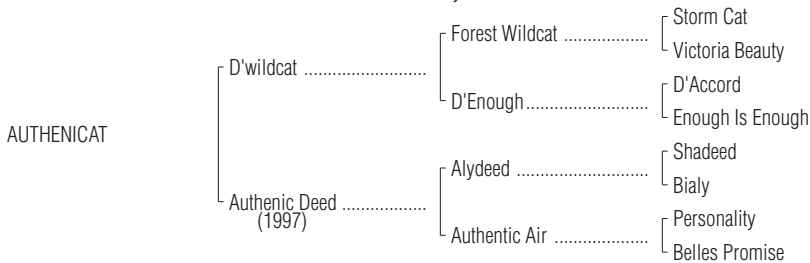 Storm Cat
Forest Wildcat ..................
Victoria Beauty
D'wildcat ..........................
D'Accord
D'Enough..........................
Enough Is Enough
AUTHENICAT
Shadeed
Alydeed ............................
Bialy
Authenic Deed ..................
(1997)
Personality
Authentic Air ....................
Belles Promise